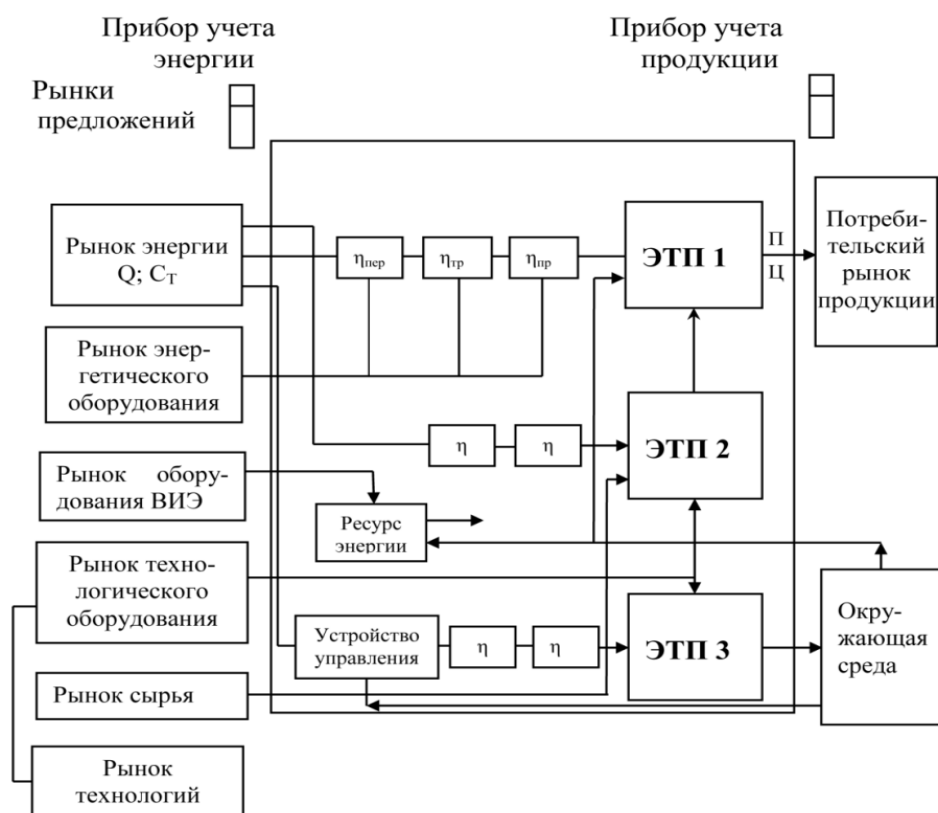 Прибор учета
энергии
Прибор учета
продукции
Рынки
предложений
Рынок энергии
Q; Cт
ηпер
ηтр
ηпр
ЭТП 1
П
Ц
Потреби-
тельский
рынок
продукции
Рынок энер-
гетического
оборудования
η
η
ЭТП 2
Рынок обору-
дования ВИЭ
Ресурс
энергии
Рынок техно-
логического
оборудования
Устройство
управления
η
η
ЭТП 3
Окру-
жающая
среда
Рынок сырья
Рынок
технологий